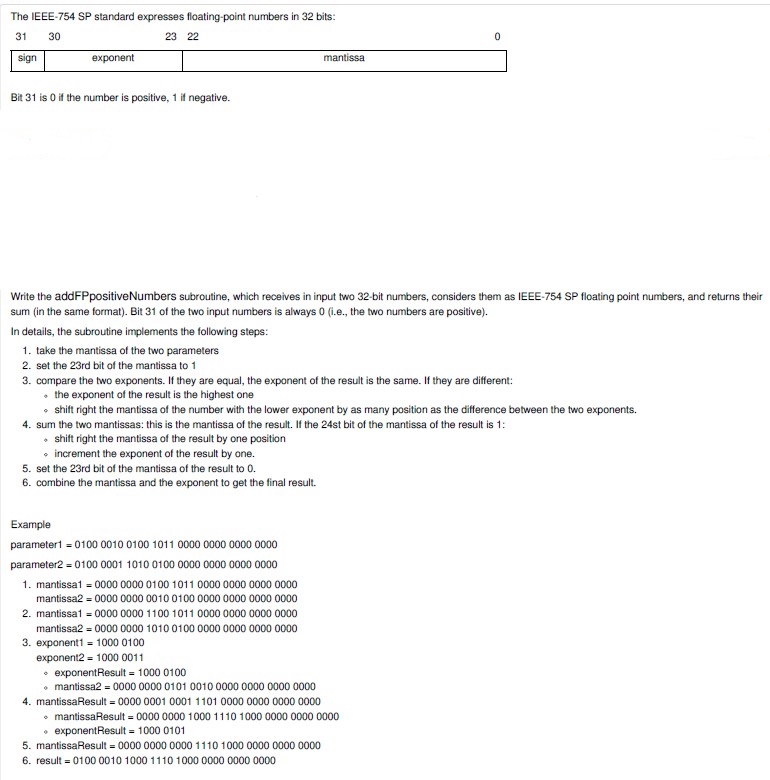 The IEEE-754 SP standard expresses floating-point numbers in 32 bits:
31 30 23 22 0
sign exponent mantissa
Bit 31 is 0 if the number is positive, 1 if negative.
Write the addFPpositiveNumbers subroutine, which receives in input two 32-bit numbers, considers them as IEEE-754 SP floating point numbers, and returns their
sum (in the same format). Bit 31 of the two input numbers is always 0 (i.e., the two numbers are positive).
In details, the subroutine implements the following steps:
1. take the mantissa of the two parameters
2. set the 23rd bit of the mantissa to 1
3. compare the two exponents. If they are equal, the exponent of the result is the same. If they are different:
• the exponent of the result is the highest one
• shift right the mantissa of the number with the lower exponent by as many position as the difference between the two exponents.
4. sum the two mantissas: this is the mantissa of the result. If the 24st bit of the mantissa of the result is 1:
• shift right the mantissa of the result by one position
• increment the exponent of the result by one.
5. set the 23rd bit of the mantissa of the result to 0.
6. combine the mantissa and the exponent to get the final result.
Example
parameter1 = 0100 0010 0100 1011 0000 0000 0000 0000
parameter2 = 0100 0001 1010 0100 0000 0000 0000 0000
1. mantissa1 = 0000 0000 0100 1011 0000 0000 0000 0000
mantissa2 = 0000 0000 0010 0100 0000 0000 0000 0000
2. mantissa1 = 0000 0000 1100 1011 0000 0000 0000 0000
mantissa2 = 0000 0000 1010 0100 0000 0000 0000 0000
3. exponent1 = 1000 0100
exponent2 = 1000 0011
• exponentResult = 1000 0100
• mantissa2 = 0000 0000 0101 0010 0000 0000 0000 0000
4. mantissaResult = 0000 0001 0001 1101 0000 0000 0000 0000
• mantissaResult = 0000 0000 1000 1110 1000 0000 0000 0000
• exponentResult = 1000 0101
5. mantissaResult = 0000 0000 0000 1110 1000 0000 0000 0000
6. result = 0100 0010 1000 1110 1000 0000 0000 0000